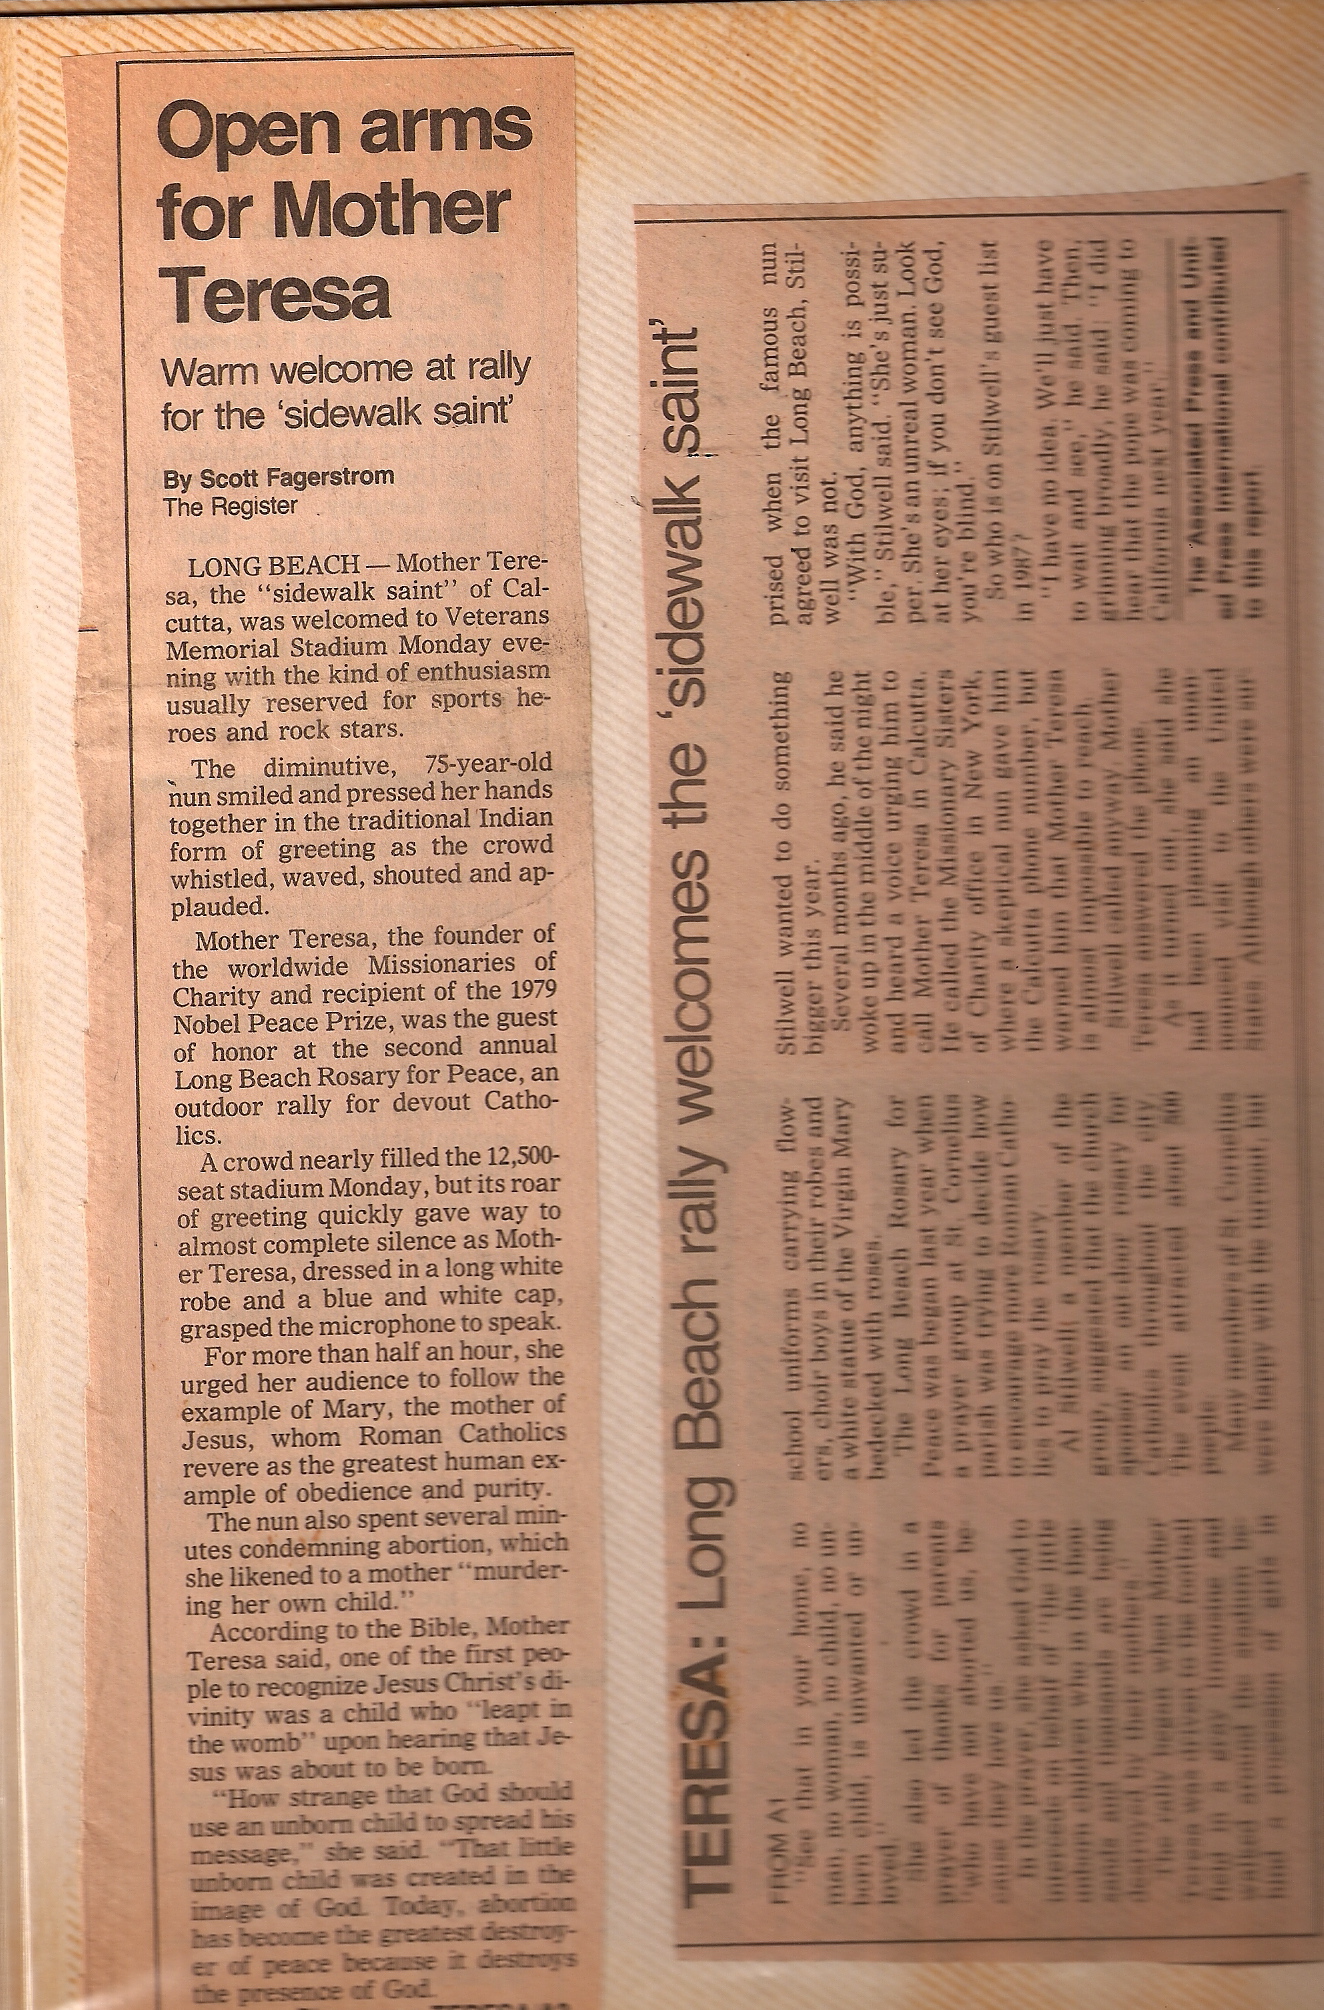 Open arms
for Mother
Teresa
Warm welcome at rally
for the ‘sidewalk saint’
By Scott Fagerstrom
The Register
LONG BEACH — Mother Tere-
sa, the “sidewalk saint” of Cal-
cutta, was welcomed to Veterans
Memorial Stadium Monday eve-
ning with the kind of enthusiasm
usually reserved for sports he-
roes and rock stars.
The diminutive, 75-year-old
nun smiled and pressed her hands
together in the traditional Indian
form of greeting as the crowd
whistled, waved, shouted and ap-
plauded.
Mother Teresa, the founder of
the worldwide Missionaries of
Charity and recipient of the 1979
Nobel Peace Prize, was the guest
of honor at the second annual
Long Beach Rosary for Peace, an
outdoor rally for devout Catho-
lics.
A crowd nearly filled the 12,500-
seat stadium Monday, but its roar
of greeting quickly gave way to
almost complete silence as Moth-
er Teresa, dressed in a long white
robe and a blue and white cap,
grasped the microphone to speak.
For more than half an hour, she
urged her audience to follow the
example of Mary, the mother of
Jesus, whom Roman Catholics
revere as the greatest human ex-
ample of obedience and purity.
The nun also spent several min-
utes condemning abortion, which
she likened to a mother “murder-
ing her own child.”
According to the Bible, Mother
Teresa said, one of the first peo-
ple to recognize Jesus Christ's di-
vinity was a child who “leapt in
the womb” upon hearing that Je-
sus was about to be born.
“How strange that God should
use an unborn child to spread his
message,” she said. “That little
unborn child was created in the
image of God. Today, abortion
has become the greatest destroy-
er of peace because it destroys
the presence of God.
TERESA: Long Beach rally welcomes the ‘sidewalk saint’
FROM A1
“See that in your home, no
man, no woman, no child, no un-
born child, is unwanted or un-
loved.”
She also led the crowd in a
prayer of thanks for parents
“who have not aborted us, be-
cause they love us.”
In the prayer, she asked God to
intercede on behalf of “the little
unborn children who in the thou-
sands and thousands are being
destroyed by their mothers.”
The rally began when Mother
Teresa was driven to the football
field in a gray
around the stadium
and a procession of girls in
school uniforms carrying flow-
ers, choir boys in their robes and
a white statue of the Virgin Mary
bedecked with roses.
The Long Beach Rosary for
Peace was began last year when
a prayer group at St. Cornelius
parish was trying to decide how
to encourage more Roman Catho-
lics to pray the rosary.
Al Stilwell, a member of the
group, suggested that the church
sponsor an outdoor rosary for
Catholics throughout the city.
The event attracted about 500
people.
Many members of St. Cornelius
were happy with the turnout, but
Stilwell wanted to do something
bigger this year.
Several months ago, he said he
woke up in the middle of the night
and heard a voice urging him to
call Mother Teresa in Calcutta.
He called the Missionary Sisters
of Charity office in New York,
where a skeptical nun gave him
the Calcutta phone number, but
warned him that Mother Teresa
is almost impossible to reach.
Stilwell called anyway. Mother
Teresa answered the phone.
As it turned out, she said she
had been planning an unan-
nounced visit to the United
States. Although others were sur-
prised when the famous nun
agreed to visit Long Beach, Stil-
well was not.
“With God, anything is possi-
ble,” Stilwell said. “She's just su-
per. She's an unreal woman. Look
at her eyes; if you don't see God,
you're blind.”
So who is on Stilwell's guest list
in 1987?
“I have no idea. We'll just have
to wait and see,” he said. Then,
grinning broadly, he said: “I did
hear that the pope was coming to
California next year.”
The Associated Press and Unit-
ed Press International contributed
to this report.